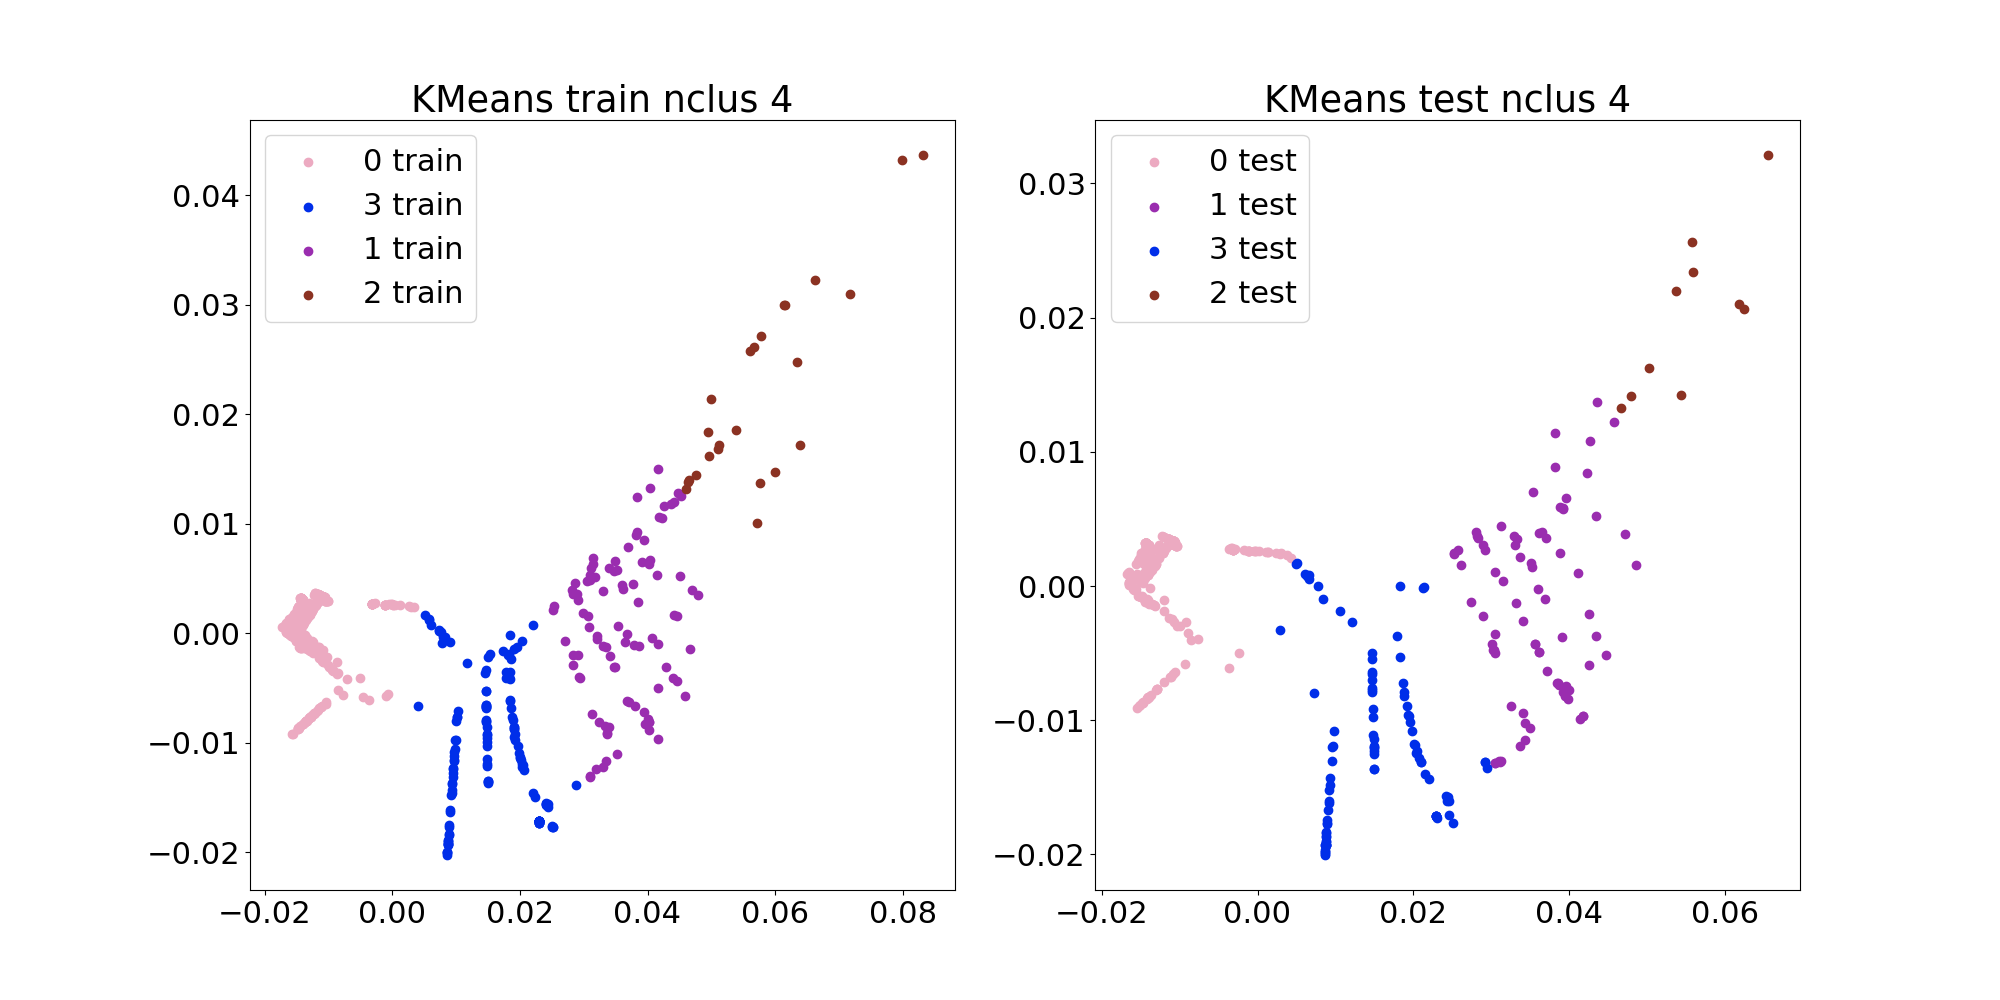 KMeans train nclus 4
0 train
3 train
1 train
2 train
0.04
0.03
0.02
0.01
0.00
−0.01
−0.02
−0.02 0.00 0.02 0.04 0.06 0.08
KMeans test nclus 4
0 test
1 test
3 test
2 test
0.03
0.02
0.01
0.00
−0.01
−0.02
−0.02 0.00 0.02 0.04 0.06